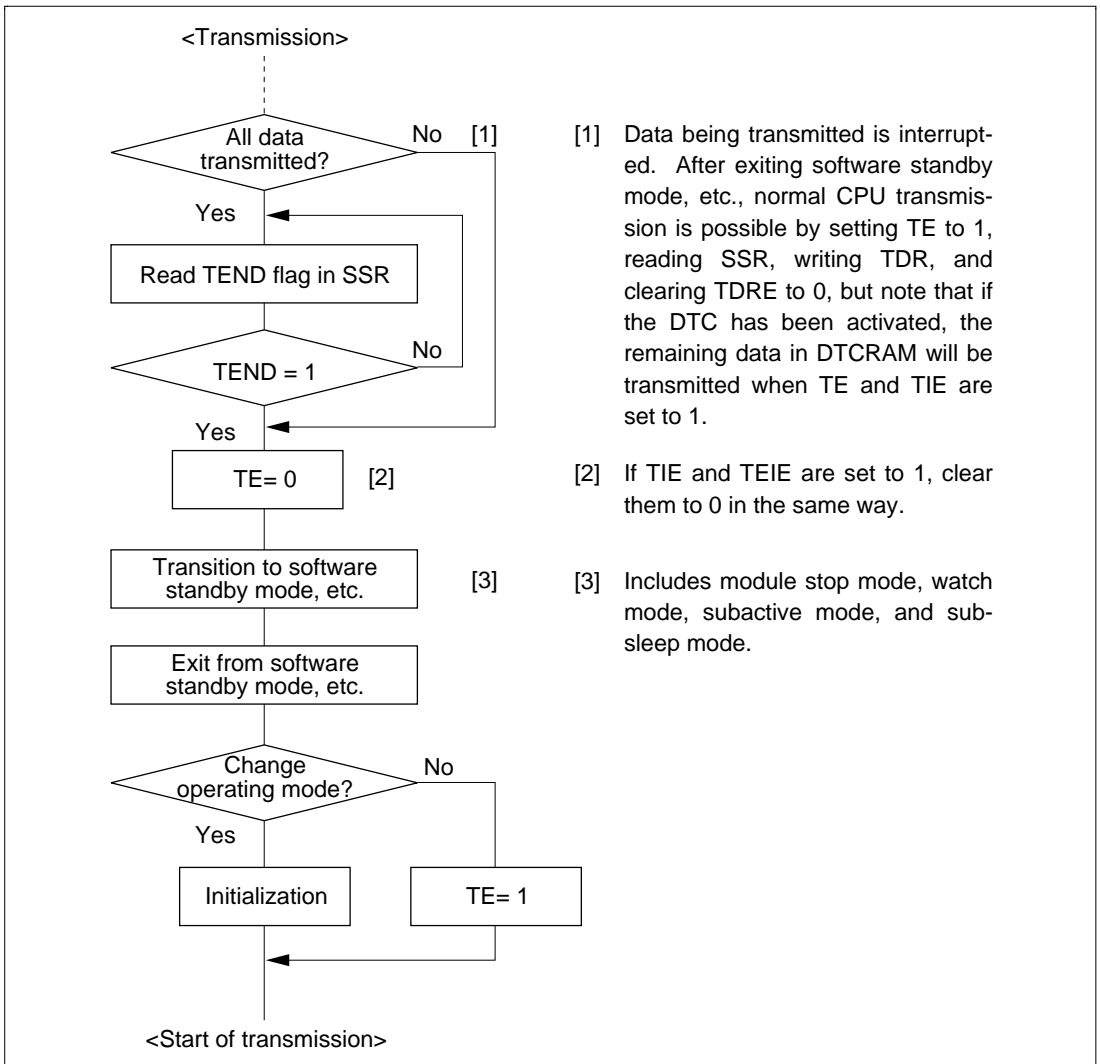 <Transmission>
All data
transmitted?
No
[1]
Yes
Read TEND flag in SSR
TEND = 1
No
Yes
TE= 0
[2]
Transition to software
standby mode, etc.
[3]
Exit from software
standby mode, etc.
Change
operating mode?
No
Yes
Initialization
TE= 1
<Start of transmission>
[1] Data being transmitted is interrupt-
ed. After exiting software standby
mode, etc., normal CPU transmis-
sion is possible by setting TE to 1,
reading SSR, writing TDR, and
clearing TDRE to 0, but note that if
the DTC has been activated, the
remaining data in DTCRAM will be
transmitted when TE and TIE are
set to 1.
[2] If TIE and TEIE are set to 1, clear
them to 0 in the same way.
[3] Includes module stop mode, watch
mode, subactive mode, and sub-
sleep mode.